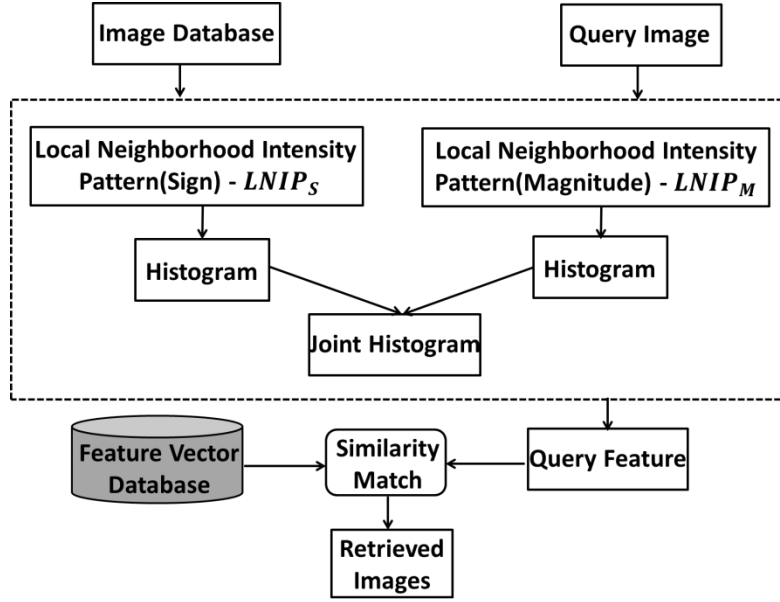 Image Database
Query Image
Local Neighborhood Intensity
Pattern(Sign) - LNIP_S
Local Neighborhood Intensity
Pattern(Magnitude) - LNIP_M
Histogram
Histogram
Joint Histogram
Feature Vector
Database
Similarity
Match
Query Feature
Retrieved
Images